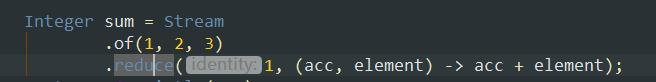 Integer sum = Stream
.of(1, 2, 3)
.reduce( identity: 1, (acc, element) -> acc + element);